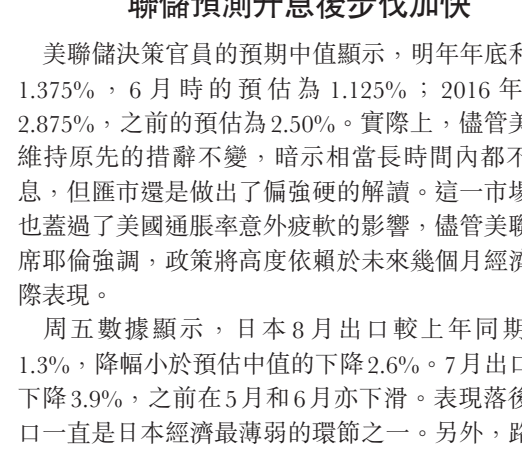 聯儲預測升息後步伐加快
美聯儲決策官員的預期中值顯示，明年年底利
1.375%，6月時的預估為1.125%；2016年
2.875%，之前的預估為2.50%。實際上，儘管美
維持原先的措辭不變，暗示相當長時間內都不
息，但匯市還是做出了偏強硬的解讀。這一市場
也蓋過了美國通脹率意外疲軟的影響，儘管美聯
席耶倫強調，政策將高度依賴於未來幾個月經濟
際表現。
周五數據顯示，日本8月出口較上年同期
1.3%，降幅小於預估中值的下降2.6%。7月出口
下降3.9%，之前在5月和6月亦下滑。表現落後
口一直是日本經濟最薄弱的環節之一。另外，路